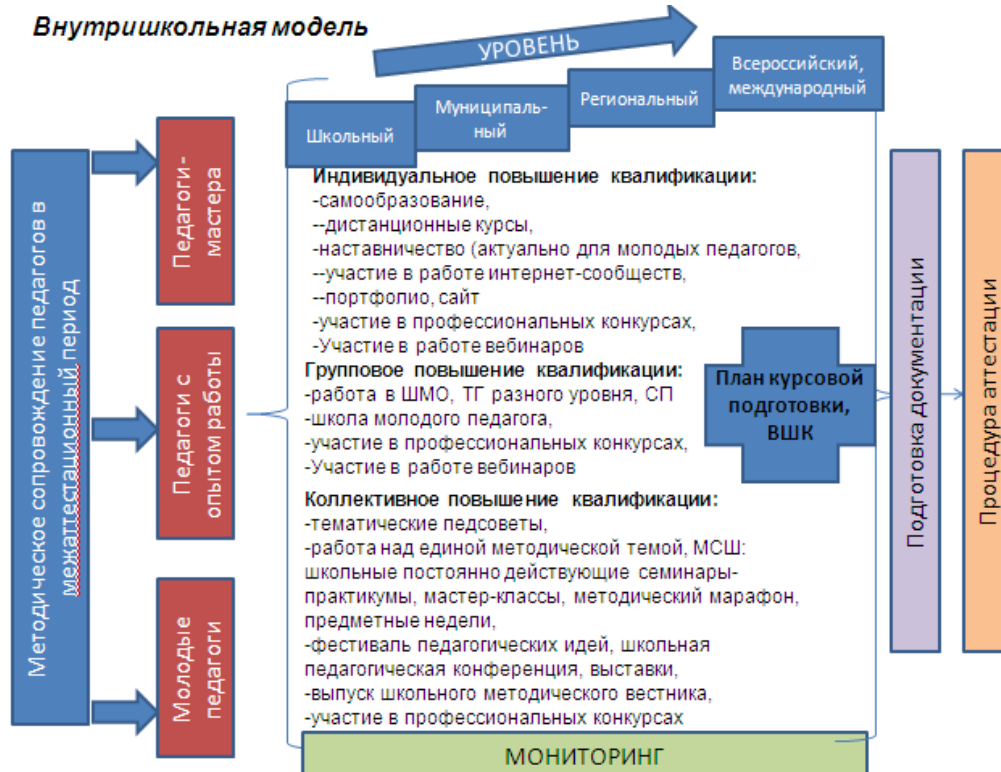 Внутришкольная модель
УРОВЕНЬ
Школьный
Муниципаль-
ный
Региональный
Всероссийский,
международный
Методическое сопровождение педагогов в
межаттестационный период
Педагоги-
мастера
Педагоги с
опытом работы
Молодые
педагоги
Индивидуальное повышение квалификации:
-самообразование,
--дистанционные курсы,
-наставничество (актуально для молодых педагогов,
--участие в работе интернет-сообществ,
--портфолио, сайт
-участие в профессиональных конкурсах,
-Участие в работе вебинаров
Групповое повышение квалификации:
-работа в ШМО, ТГ разного уровня, СП
-школа молодого педагога,
-участие в профессиональных конкурсах,
-Участие в работе вебинаров
Коллективное повышение квалификации:
-тематические педсоветы,
-работа над единой методической темой, МСШ:
школьные постоянно действующие семинары-
практикумы, мастер-классы, методический марафон,
предметные недели,
-фестиваль педагогических идей, школьная
педагогическая конференция, выставки,
-выпуск школьного методического вестника,
-участие в профессиональных конкурсах
План курсовой
подготовки,
ВШК
МОНИТОРИНГ
Подготовка документации
Процедура аттестации